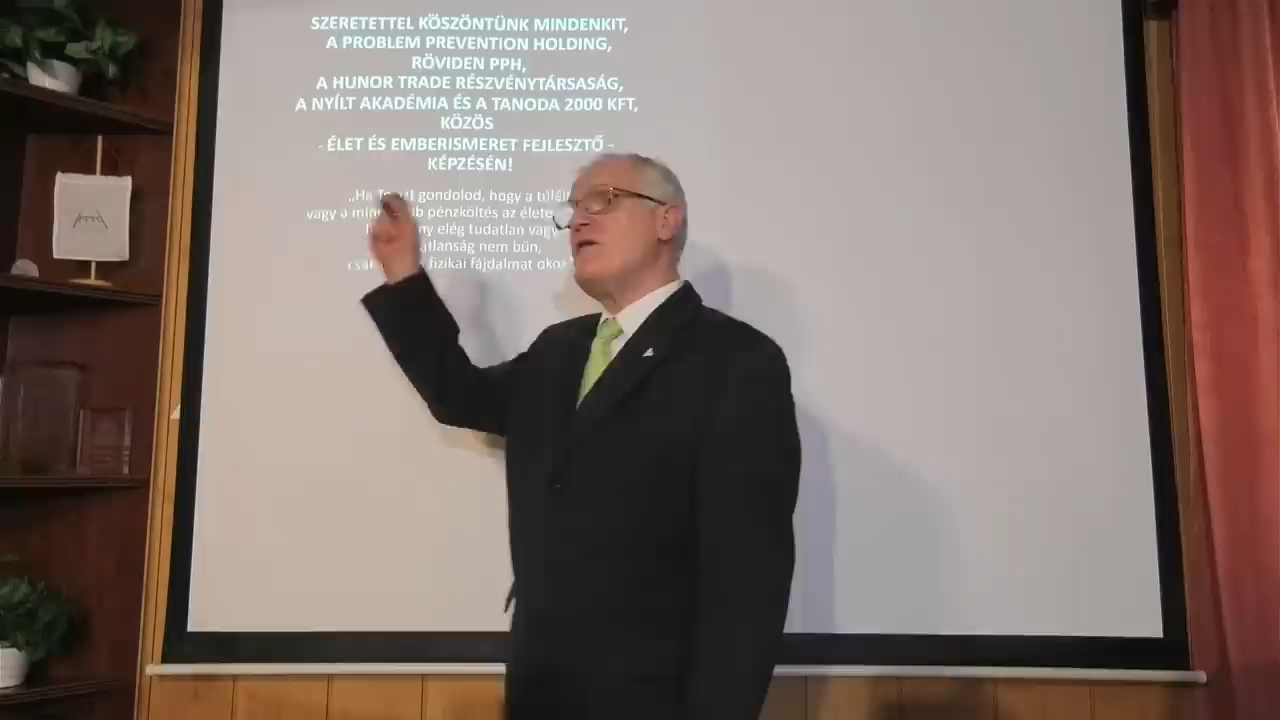 SZERETETTEL KÖSZÖNTÜNK MINDENKIT,
A PROBLEM PREVENTION HOLDING,
RÖVIDEN PPH,
A HUNOR TRADE RÉSZVÉNYTÁRSASÁG,
A NYÍLT AKADÉMIA ÉS A TANODA 2000 KFT,
KÖZÖS
- ÉLET ÉS EMBERISMERET FEJLESZTŐ -
KÉPZÉSÉN!
„Ha gondolod, hogy a
vagy a pénzköltés az
elég tudatlan vagy
nem bűn,
fizikai fájdalmat